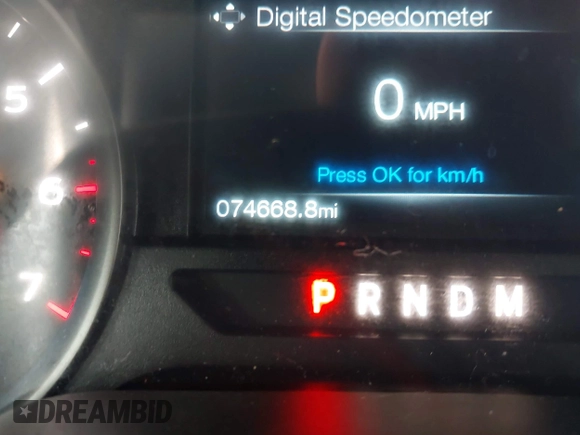 Digital Speedometer
5
0 MPH
6
Press OK for km/h
074668.8mi
7
P R N D M
DREAMBID